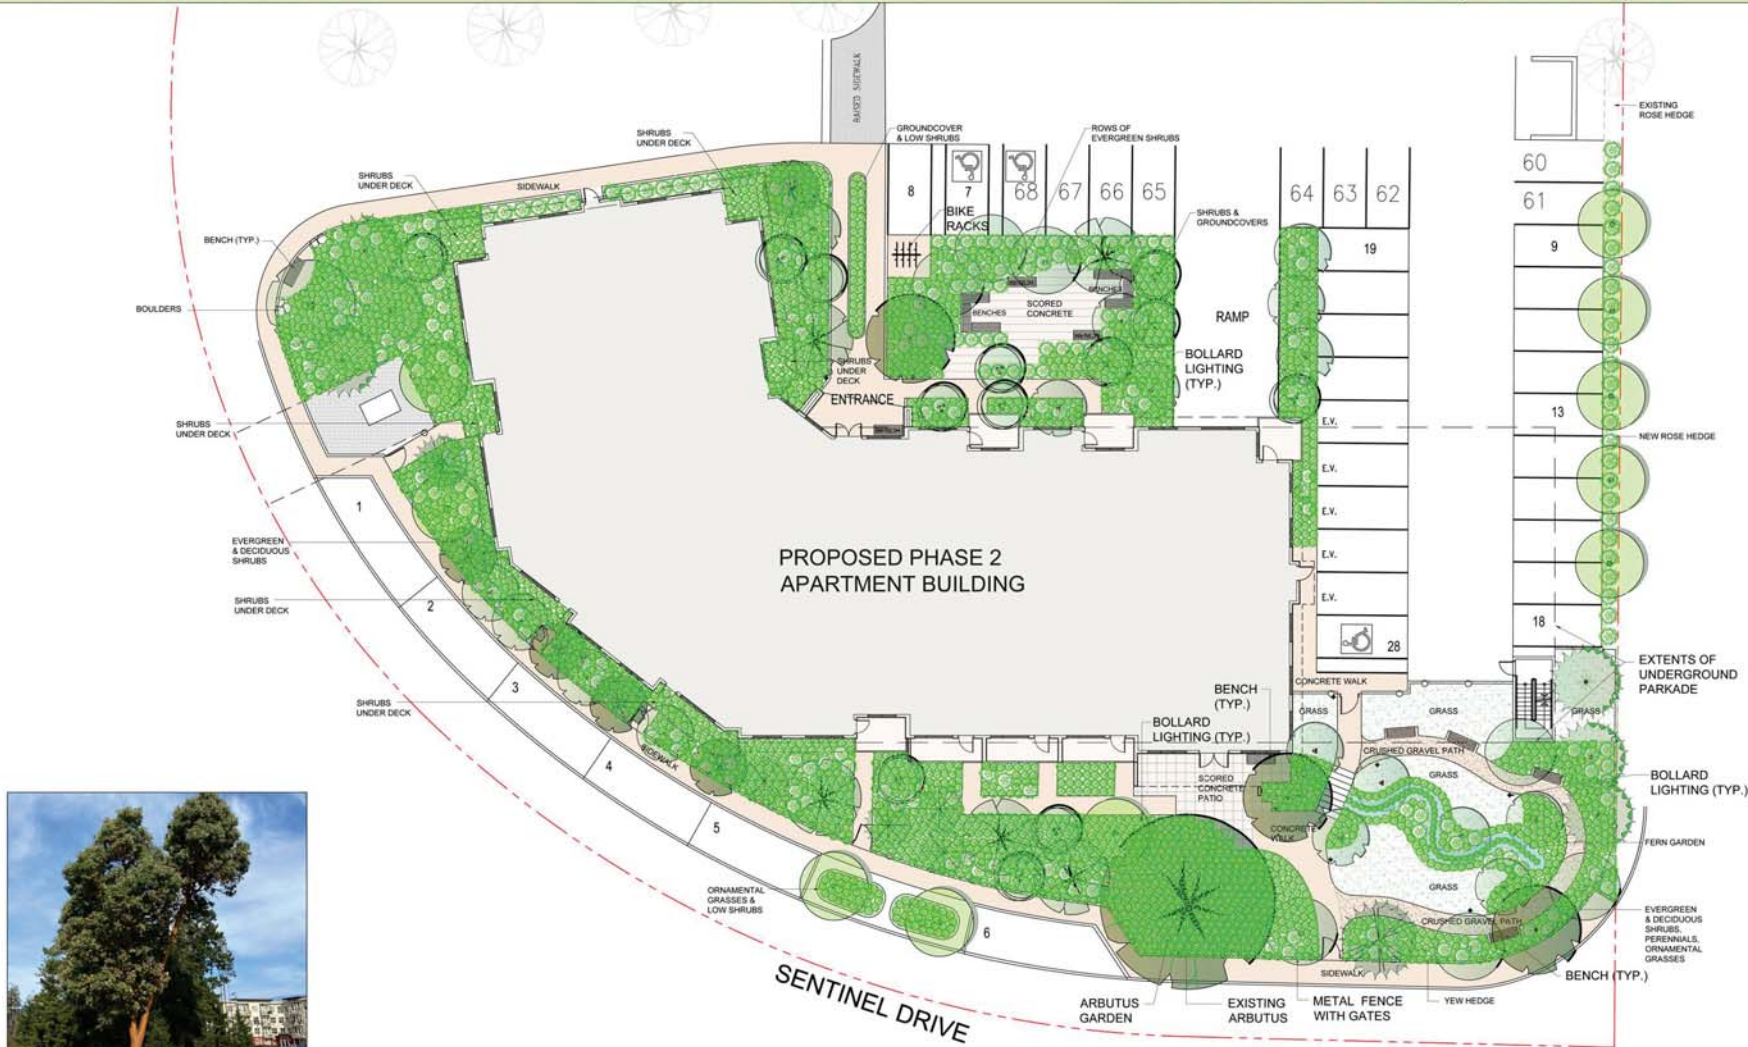 RAISED SIDEWALK
EXISTING
ROSE HEDGE
GROUNDCOVER
& LOW SHRUBS
ROWS OF
EVERGREEN SHRUBS
SHRUBS
UNDER DECK
SHRUBS
UNDER DECK
SIDEWALK
8
7
68
67
66
65
64
63
62
60
61
BIKE
RACKS
SHRUBS &
GROUNDCOVERS
BENCH (TYP.)
19
9
BOULDERS
BENCHES
BENCHES
SCORED
CONCRETE
RAMP
BOLLARD
LIGHTING
(TYP.)
SHRUBS
UNDER
DECK
ENTRANCE
13
SHRUBS
UNDER DECK
E.V.
NEW ROSE HEDGE
E.V.
1
E.V.
EVERGREEN
& DECIDUOUS
SHRUBS
E.V.
PROPOSED PHASE 2
APARTMENT BUILDING
SHRUBS
UNDER DECK
2
E.V.
18
28
EXTENTS OF
UNDERGROUND
PARKADE
3
CONCRETE WALK
SHRUBS
UNDER DECK
BENCH
(TYP.)
GRASS
GRASS
GRASS
BOLLARD
LIGHTING (TYP.)
SIDEWALK
4
CRUSHED GRAVEL PATH
GRASS
SCORED
CONCRETE
PATIO
BOLLARD
LIGHTING (TYP.)
5
CONCRETE
WALK
FERN GARDEN
ORNAMENTAL
GRASSES &
LOW SHRUBS
GRASS
6
CRUSHED GRAVEL PATH
EVERGREEN
& DECIDUOUS
SHRUBS,
PERENNIALS,
ORNAMENTAL
GRASSES
SIDEWALK
BENCH (TYP.)
SENTINEL DRIVE
ARBUTUS
GARDEN
EXISTING
ARBUTUS
METAL FENCE
WITH GATES
YEW HEDGE